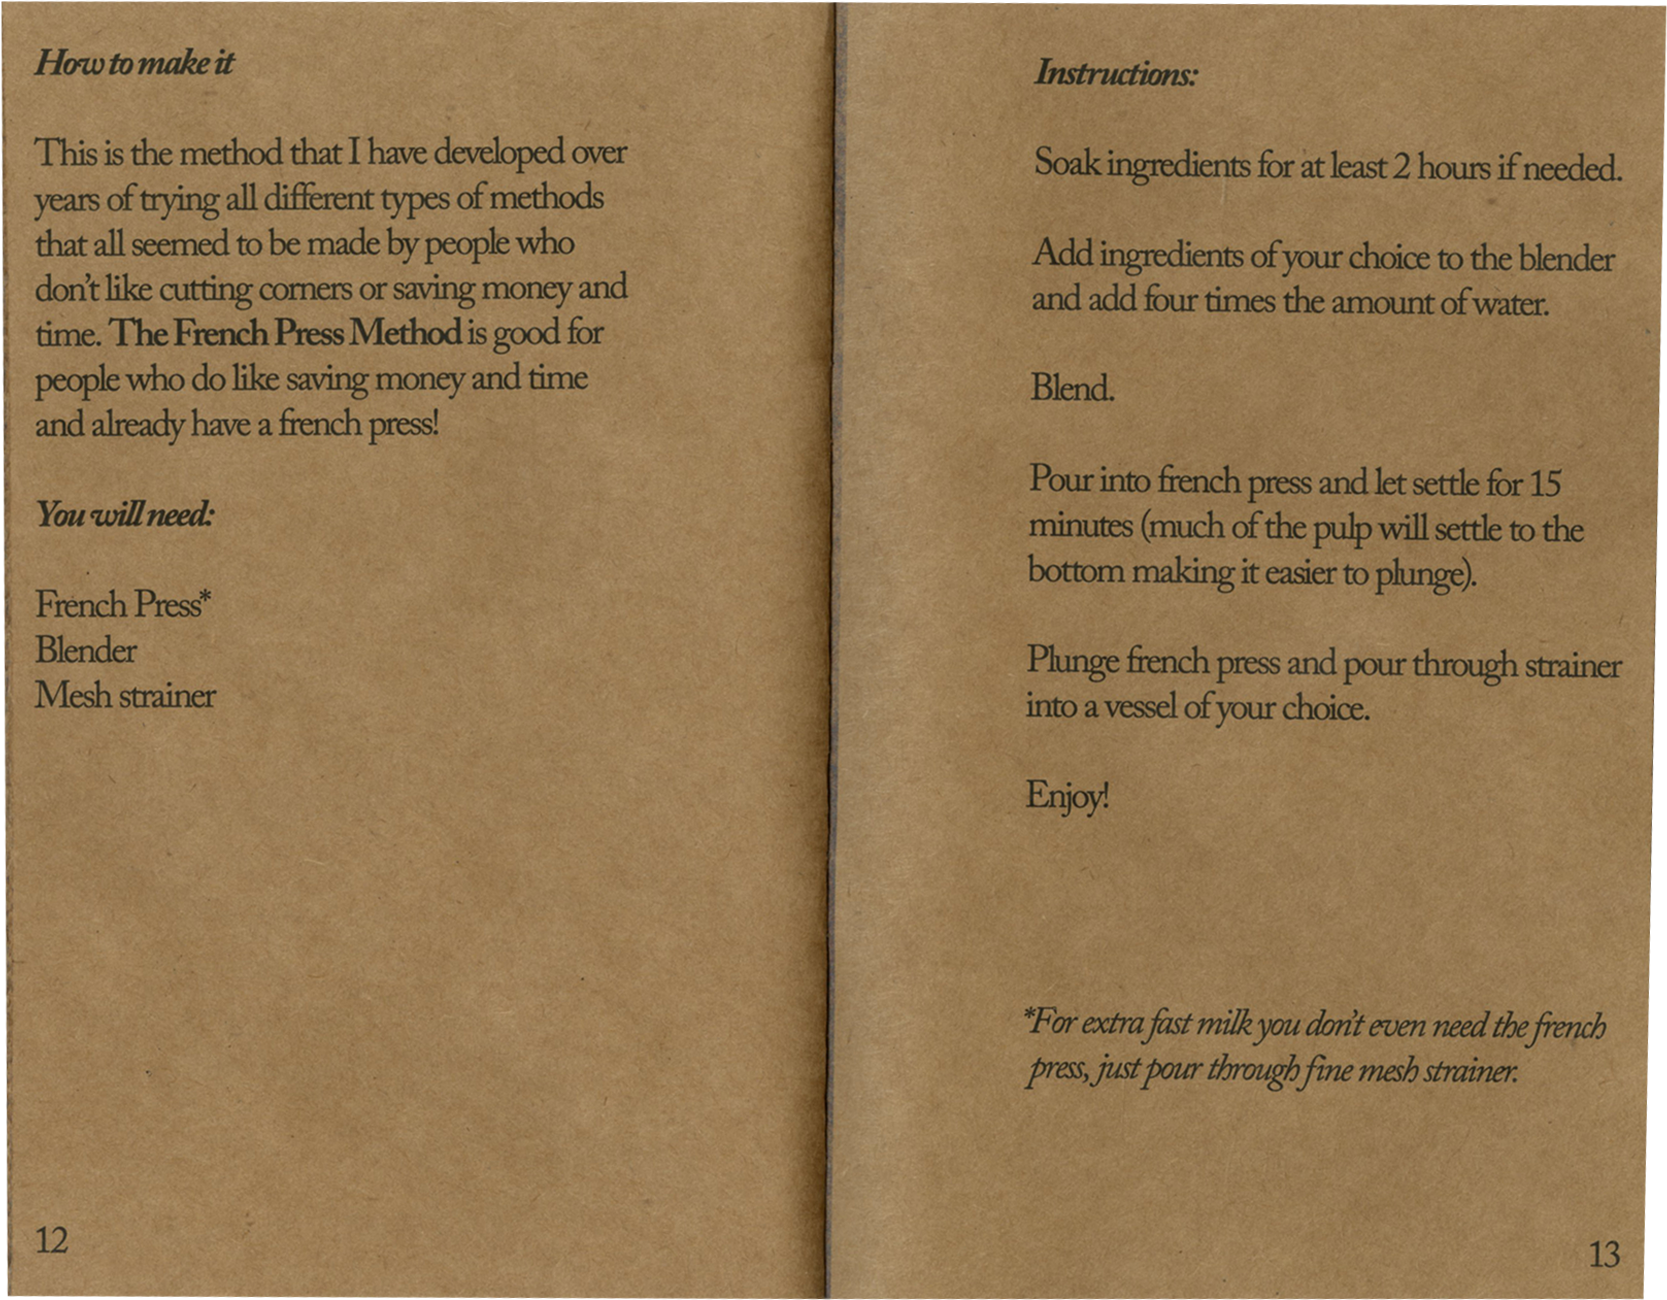 How to make it
This is the method that I have developed over
years of trying all different types of methods
that all seemed to be made by people who
don't like cutting corners or saving money and
time. The French Press Method is good for
people who do like saving money and time
and already have a french press!
You will need:
French Press*
Blender
Mesh strainer
12
Instructions:
Soak ingredients for at least 2 hours if needed.
Add ingredients of your choice to the blender
and add four times the amount of water.
Blend.
Pour into french press and let settle for 15
minutes (much of the pulp will settle to the
bottom making it easier to plunge).
Plunge french press and pour through strainer
into a vessel of your choice.
Enjoy!
*For extra fast milk you don't even need the french
press, just pour through fine mesh strainer.
13